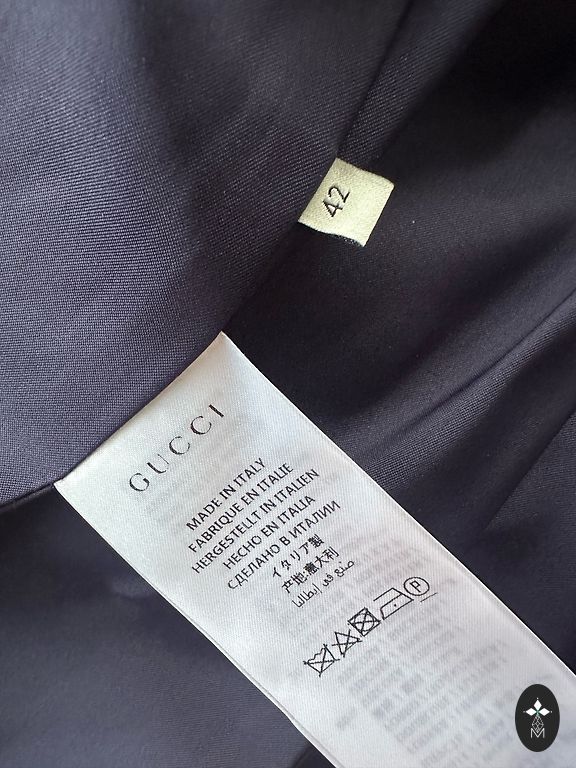 42
GUCCI
MADE IN ITALY
FABRIQUE EN ITALIE
HERGESTELLT IN ITALIEN
HECHO EN ITALIA
СДЕЛАНО В ИТАЛИИ
イタリア製
产地:意大利
صنع في إيطاليا
P
M